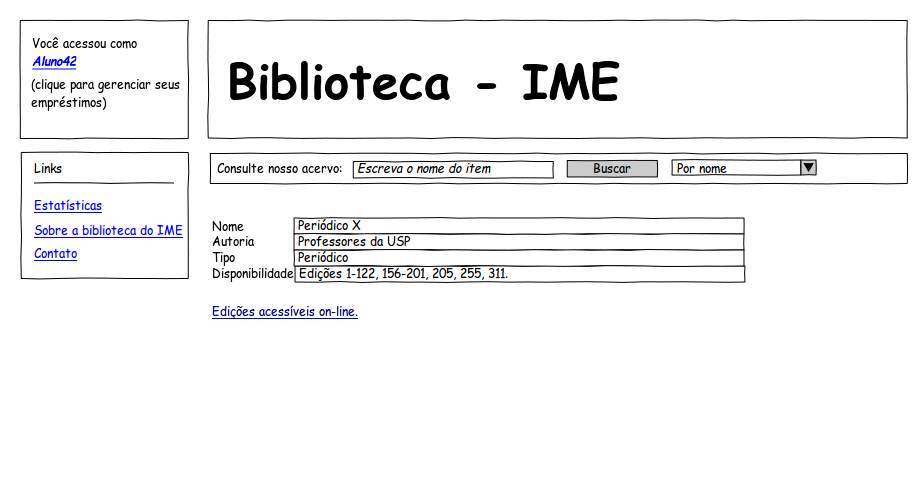 Você acessou como
Aluno42
(clique para gerenciar seus
empréstimos)
Biblioteca - IME
Links
Estatísticas
Sobre a biblioteca do IME
Contato
Consulte nosso acervo: Escreva o nome do item Buscar Por nome
Nome Periódico X
Autoria Professores da USP
Tipo Periódico
Disponibilidade Edições 1-122, 156-201, 205, 255, 311.
Edições acessíveis on-line.